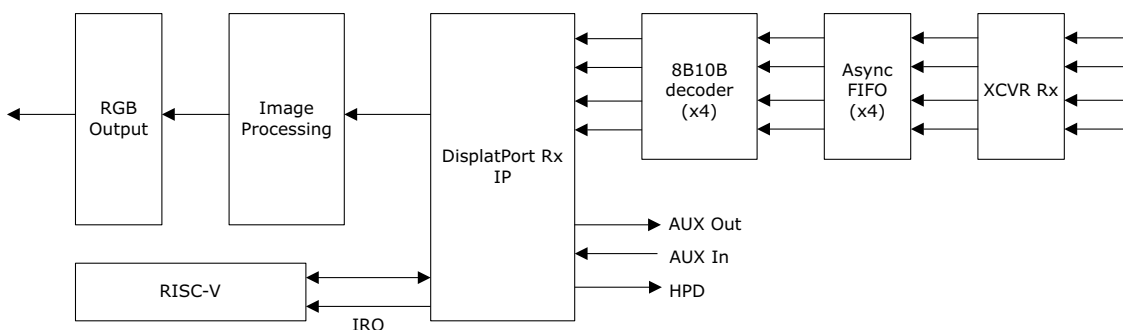 RGB
Output
Image
Processing
DisplatPort Rx
IP
8B10B
decoder
(x4)
Async
FIFO
(x4)
XCVR Rx
AUX Out
AUX In
HPD
RISC-V
IRQ